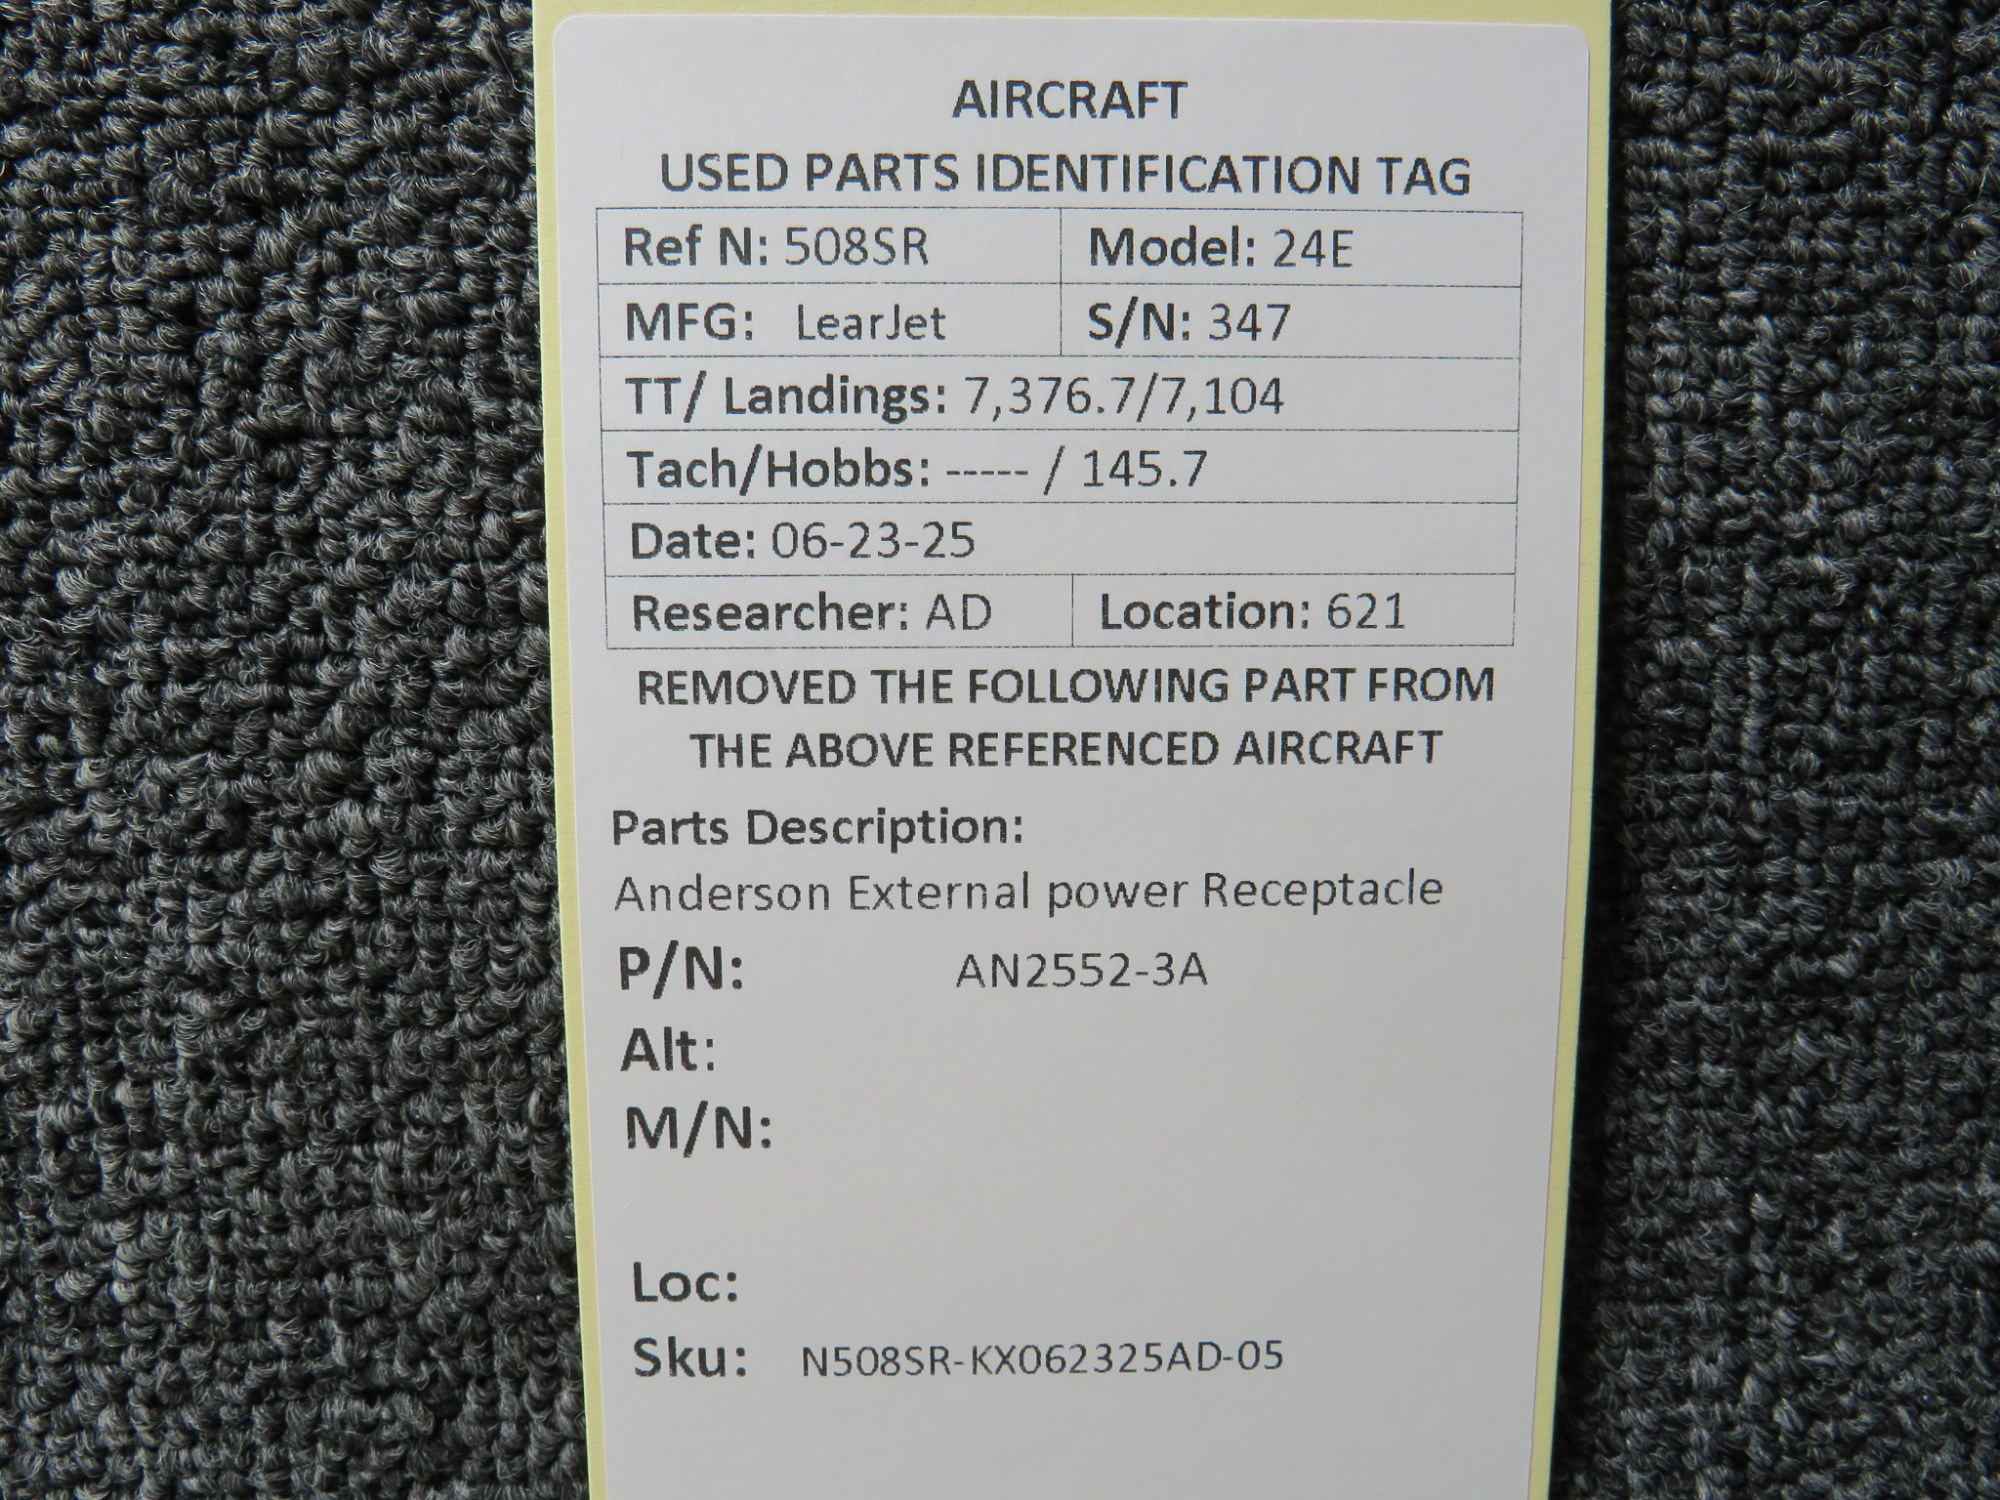 AIRCRAFT
USED PARTS IDENTIFICATION TAG
Ref N: 508SR Model: 24E
MFG: LearJet S/N: 347
TT/ Landings: 7,376.7/7,104
Tach/Hobbs: ----- / 145.7
Date: 06-23-25
Researcher: AD Location: 621
REMOVED THE FOLLOWING PART FROM
THE ABOVE REFERENCED AIRCRAFT
Parts Description:
Anderson External power Receptacle
P/N: AN2552-3A
Alt:
M/N:
Loc:
Sku: N508SR-KX062325AD-05